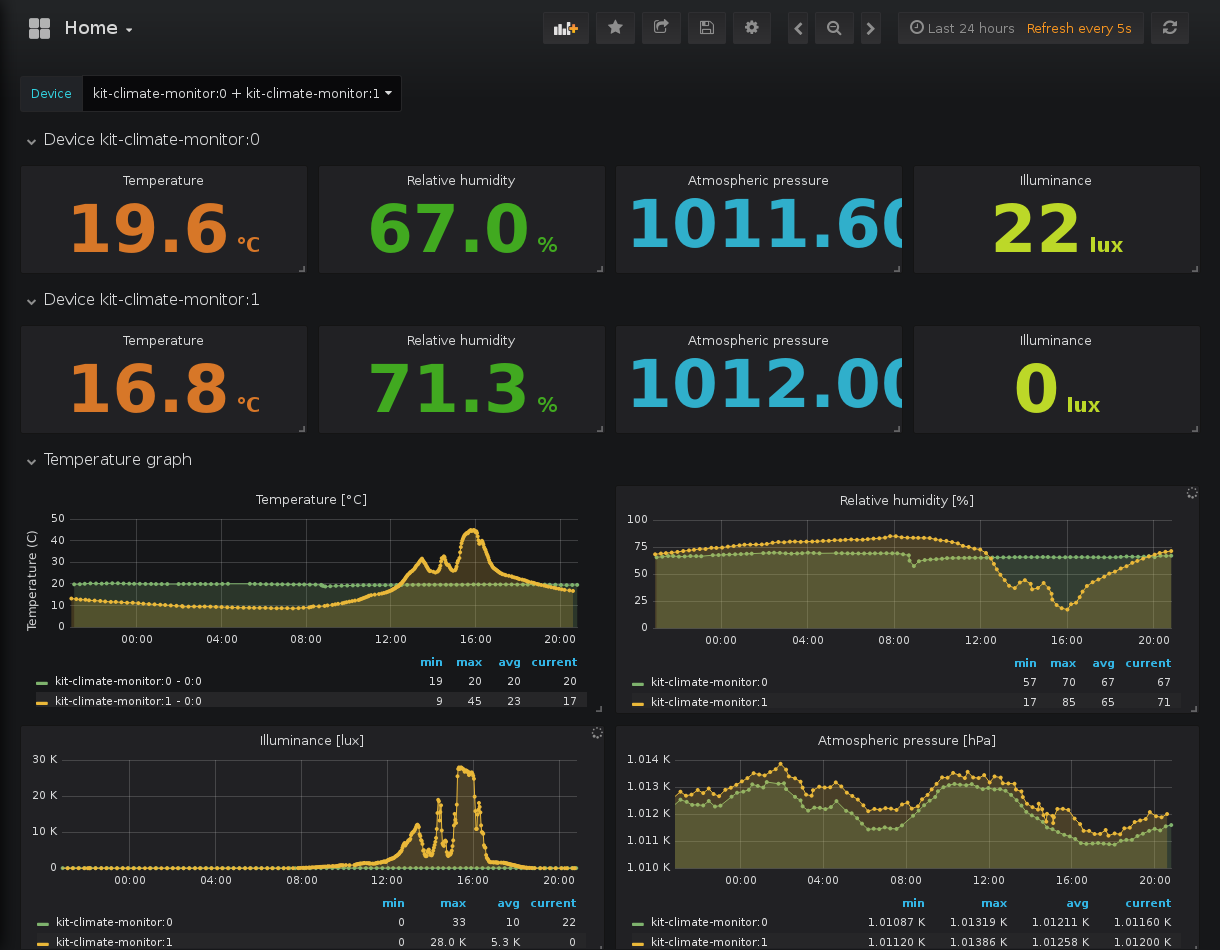 Home
Last 24 hours Refresh every 5s
Device kit-climate-monitor:0 + kit-climate-monitor:1
Device kit-climate-monitor:0
Temperature Relative humidity Atmospheric pressure Illuminance
19.6 °C 67.0 % 1011.60 22 lux
Device kit-climate-monitor:1
Temperature Relative humidity Atmospheric pressure Illuminance
16.8 °C 71.3 % 1012.00 0 lux
Temperature graph
Temperature [°C]
Temperature (C)
50
40
30
20
10
0
00:00 04:00 08:00 12:00 16:00 20:00
min max avg current
kit-climate-monitor:0 - 0:0 19 20 20 20
kit-climate-monitor:1 - 0:0 9 45 23 17
Relative humidity [%]
100
75
50
25
0
00:00 04:00 08:00 12:00 16:00 20:00
min max avg current
kit-climate-monitor:0 57 70 67 67
kit-climate-monitor:1 17 85 65 71
Illuminance [lux]
30 K
20 K
10 K
0
00:00 04:00 08:00 12:00 16:00 20:00
min max avg current
kit-climate-monitor:0 0 33 10 22
kit-climate-monitor:1 0 28.0 K 5.3 K 0
Atmospheric pressure [hPa]
1.014 K
1.013 K
1.012 K
1.011 K
1.010 K
00:00 04:00 08:00 12:00 16:00 20:00
min max avg current
kit-climate-monitor:0 1.01087 K 1.01319 K 1.01211 K 1.01160 K
kit-climate-monitor:1 1.01120 K 1.01386 K 1.01258 K 1.01200 K